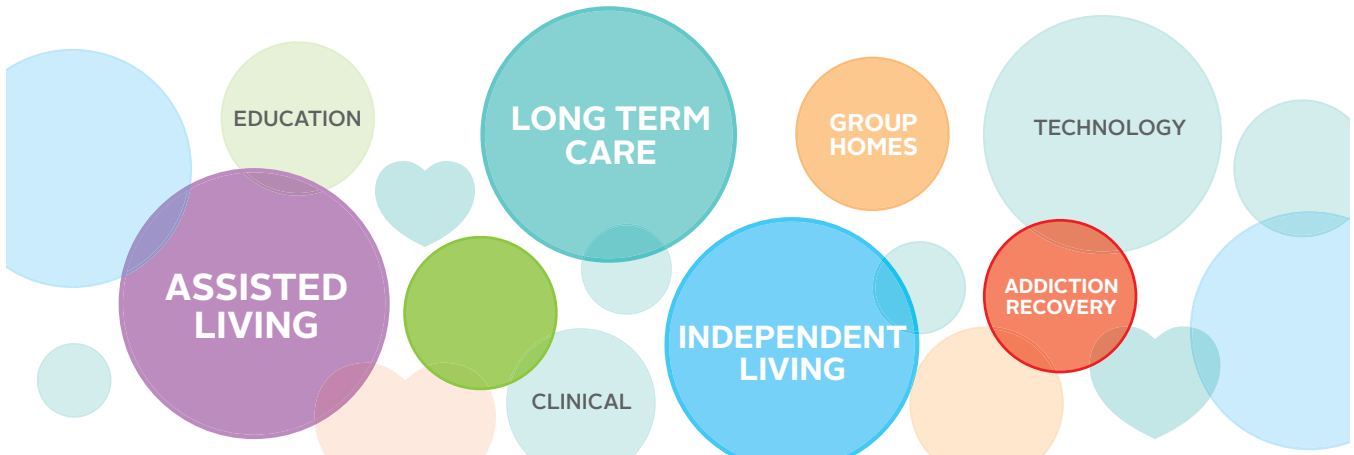 EDUCATION
LONG TERM
CARE
GROUP
HOMES
TECHNOLOGY
ASSISTED
LIVING
CLINICAL
INDEPENDENT
LIVING
ADDICTION
RECOVERY